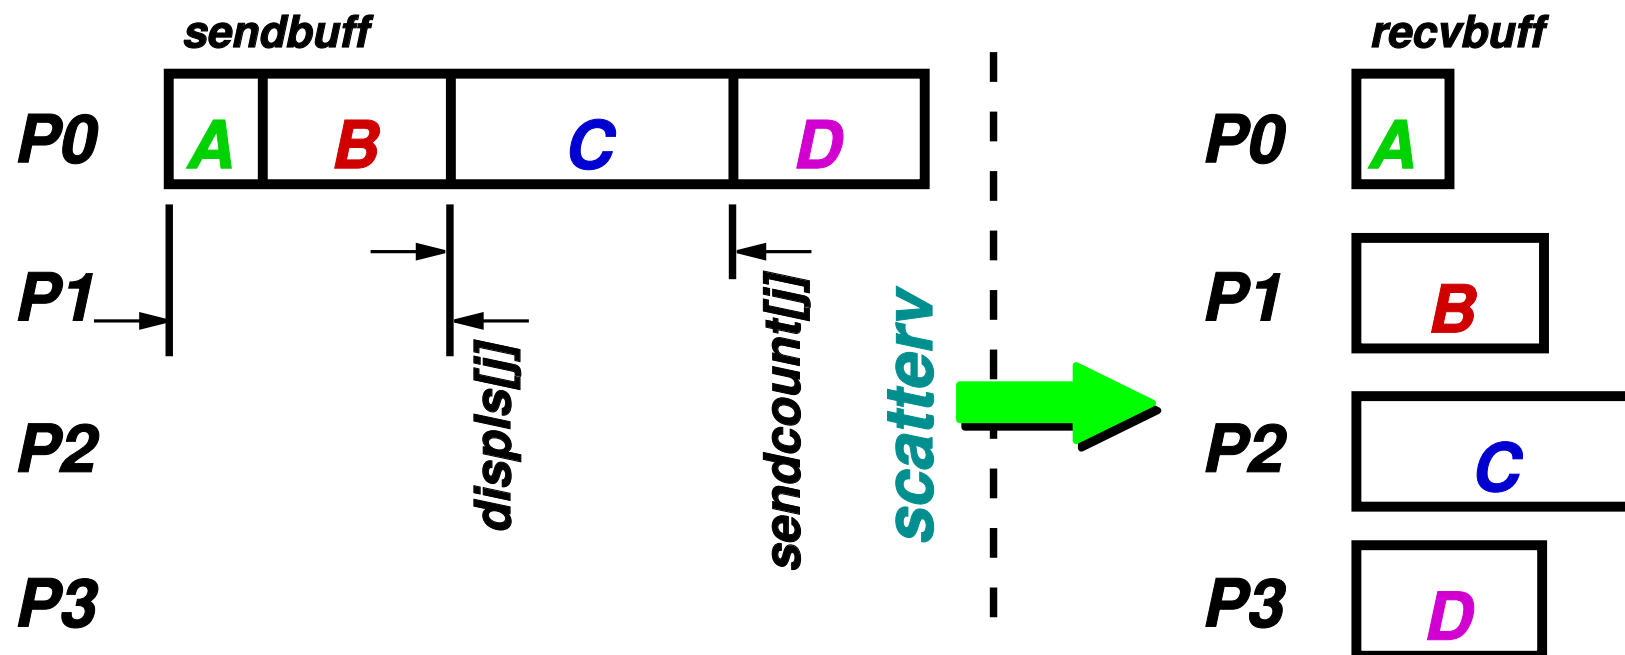 sendbuff
recvbuff
P0
A
B
C
D
P0
A
P1
P1
B
displs[j]
sendcount[j]
scatterv
P2
P2
C
P3
P3
D